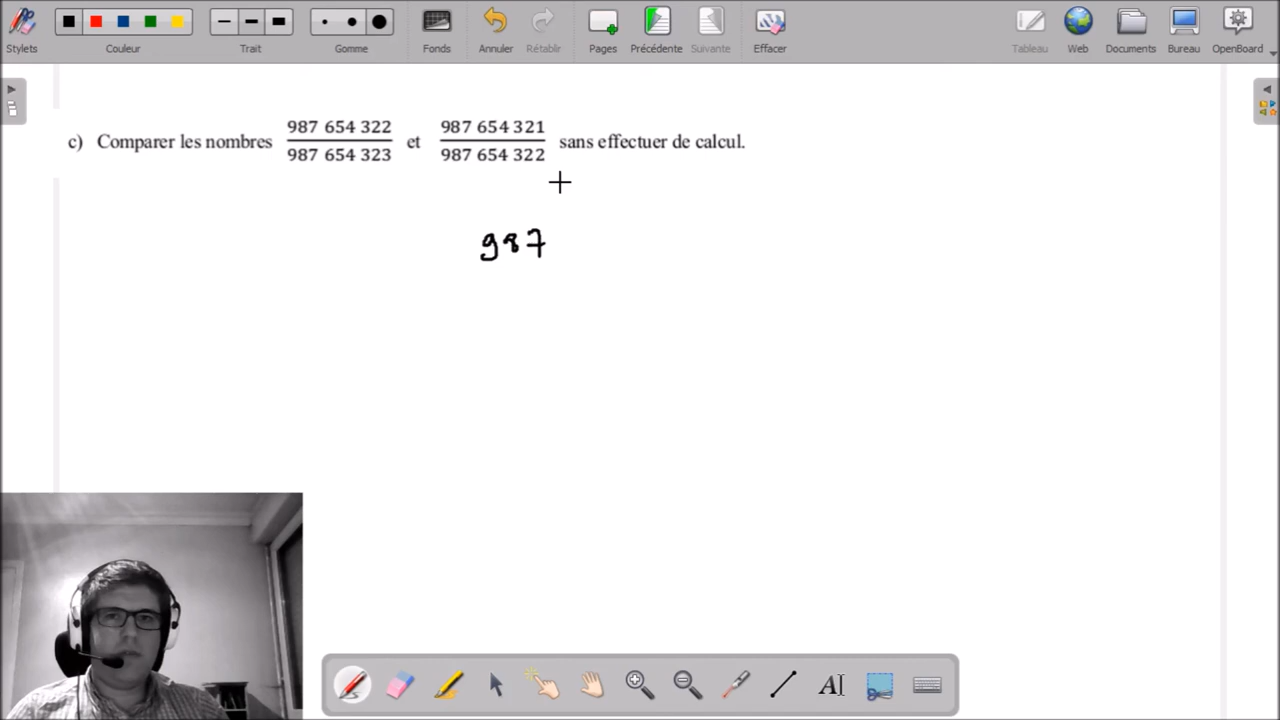 Stylets Couleur Trait Gomme Fonds Annuler Rétablir Pages Précédente Suivante Effacer Tableau Web Documents Bureau OpenBoard
c) Comparer les nombres 987 654 322 / 987 654 323 et 987 654 321 / 987 654 322 sans effectuer de calcul.
987